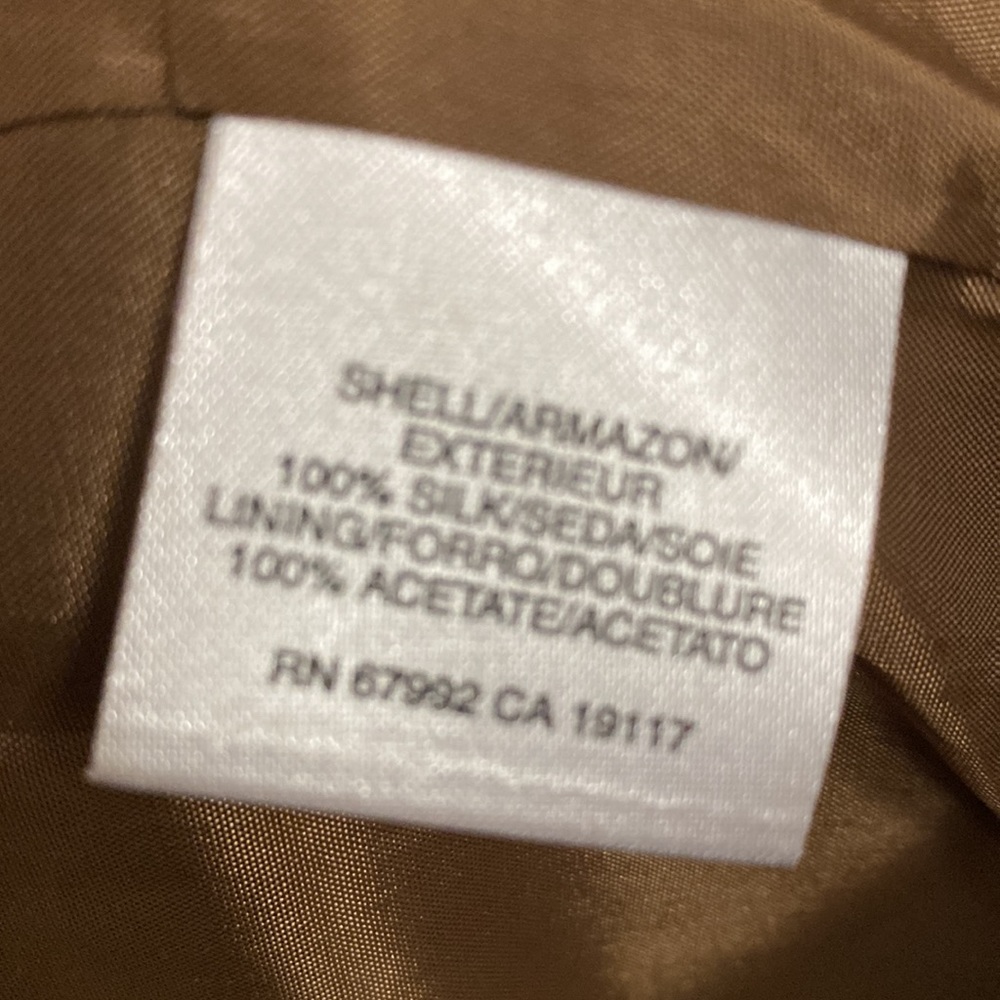 SHELL/ARMAZON/
EXTERIEUR
100% SILK/SEDA/SOIE
LINING/FORRO/DOUBLURE
100% ACETATE/ACETATO
RN 67992 CA 19117